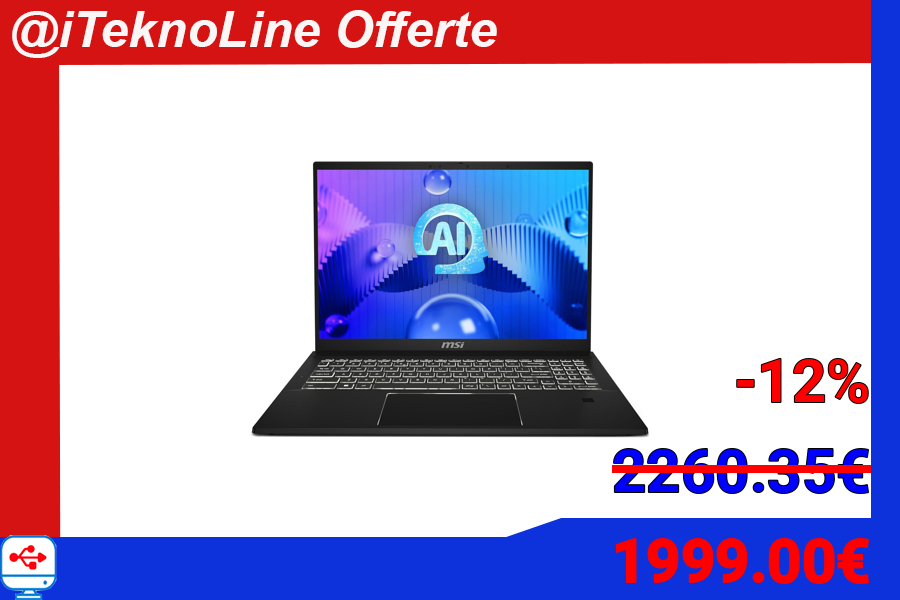 @iTeknoLine Offerte
AI
msi
-12%
2260.35€
1999.00€